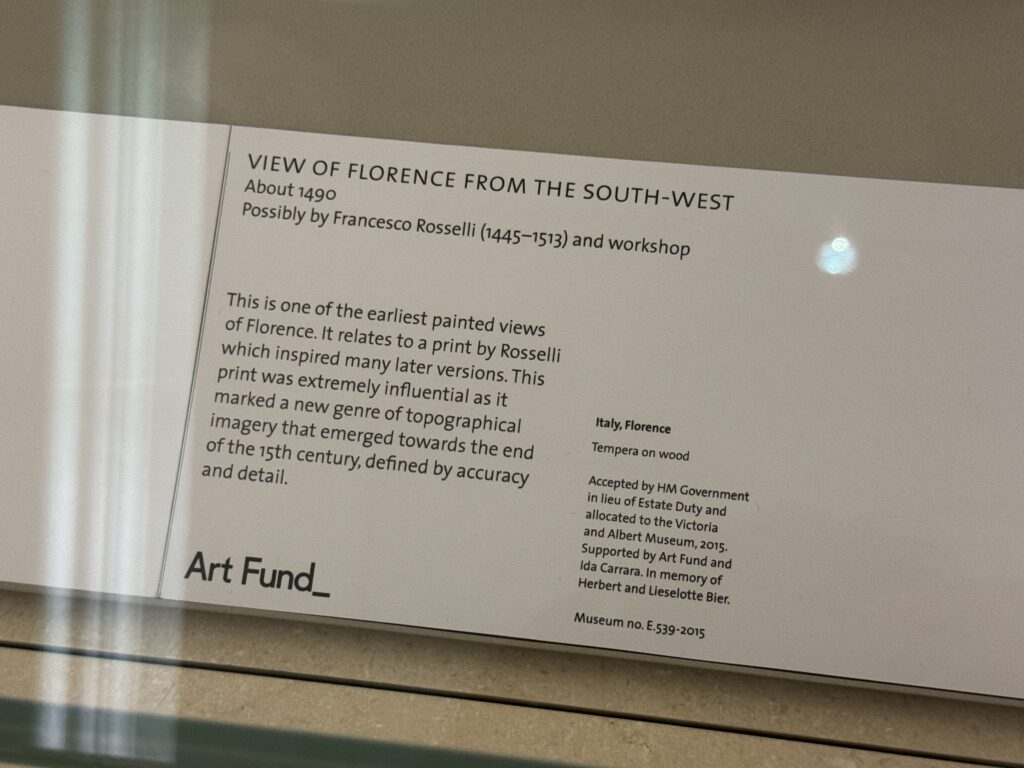 VIEW OF FLORENCE FROM THE SOUTH-WEST
About 1490
Possibly by Francesco Rosselli (1445–1513) and workshop
This is one of the earliest painted views
of Florence. It relates to a print by Rosselli
which inspired many later versions. This
print was extremely influential as it
marked a new genre of topographical
imagery that emerged towards the end
of the 15th century, defined by accuracy
and detail.
Art Fund_
Italy, Florence
Tempera on wood
Accepted by HM Government
in lieu of Estate Duty and
allocated to the Victoria
and Albert Museum, 2015.
Supported by Art Fund and
Ida Carrara. In memory of
Herbert and Lieselotte Bier.
Museum no. E.539-2015